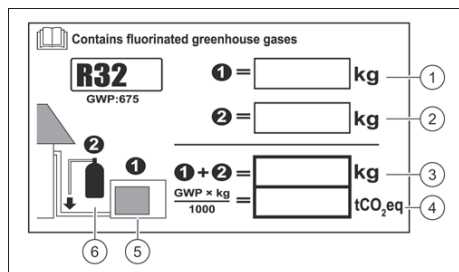 Contains fluorinated greenhouse gases
R32
GWP:675
❶= kg 1
❷= kg 2
❷
❶
❶+❷= kg 3
GWP × kg
1000
= tCO₂eq 4
6 5